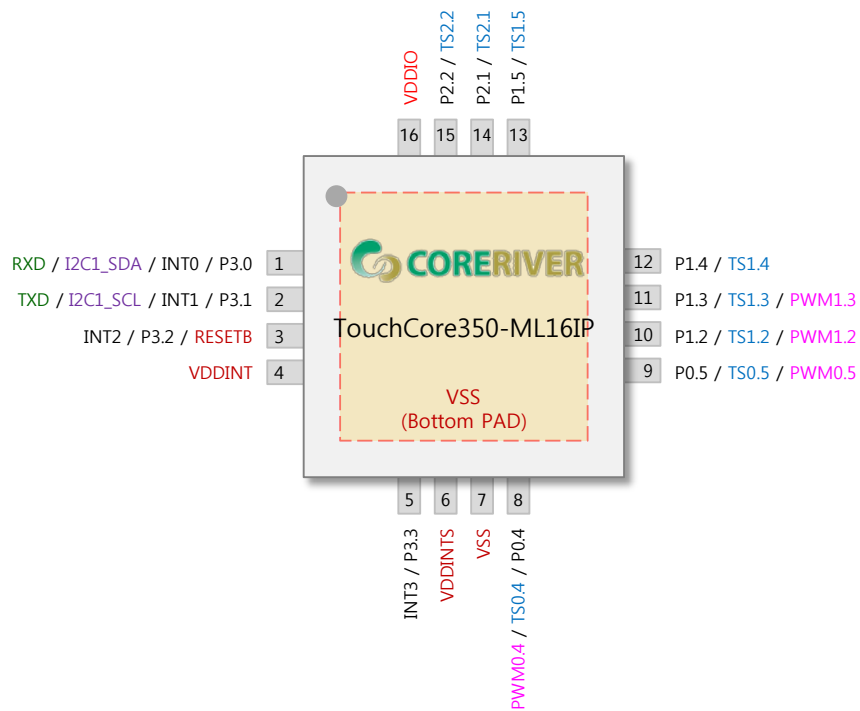 VDDIO
P2.2 / TS2.2
P2.1 / TS2.1
P1.5 / TS1.5
16 15 14 13
RXD / I2C1_SDA / INT0 / P3.0 1
TXD / I2C1_SCL / INT1 / P3.1 2
INT2 / P3.2 / RESETB 3
VDDINT 4
CORERIVER
TouchCore350-ML16IP
VSS
(Bottom PAD)
12 P1.4 / TS1.4
11 P1.3 / TS1.3 / PWM1.3
10 P1.2 / TS1.2 / PWM1.2
9 P0.5 / TS0.5 / PWM0.5
5 6 7 8
INT3 / P3.3
VDDINTS
VSS
PWM0.4 / TS0.4 / P0.4